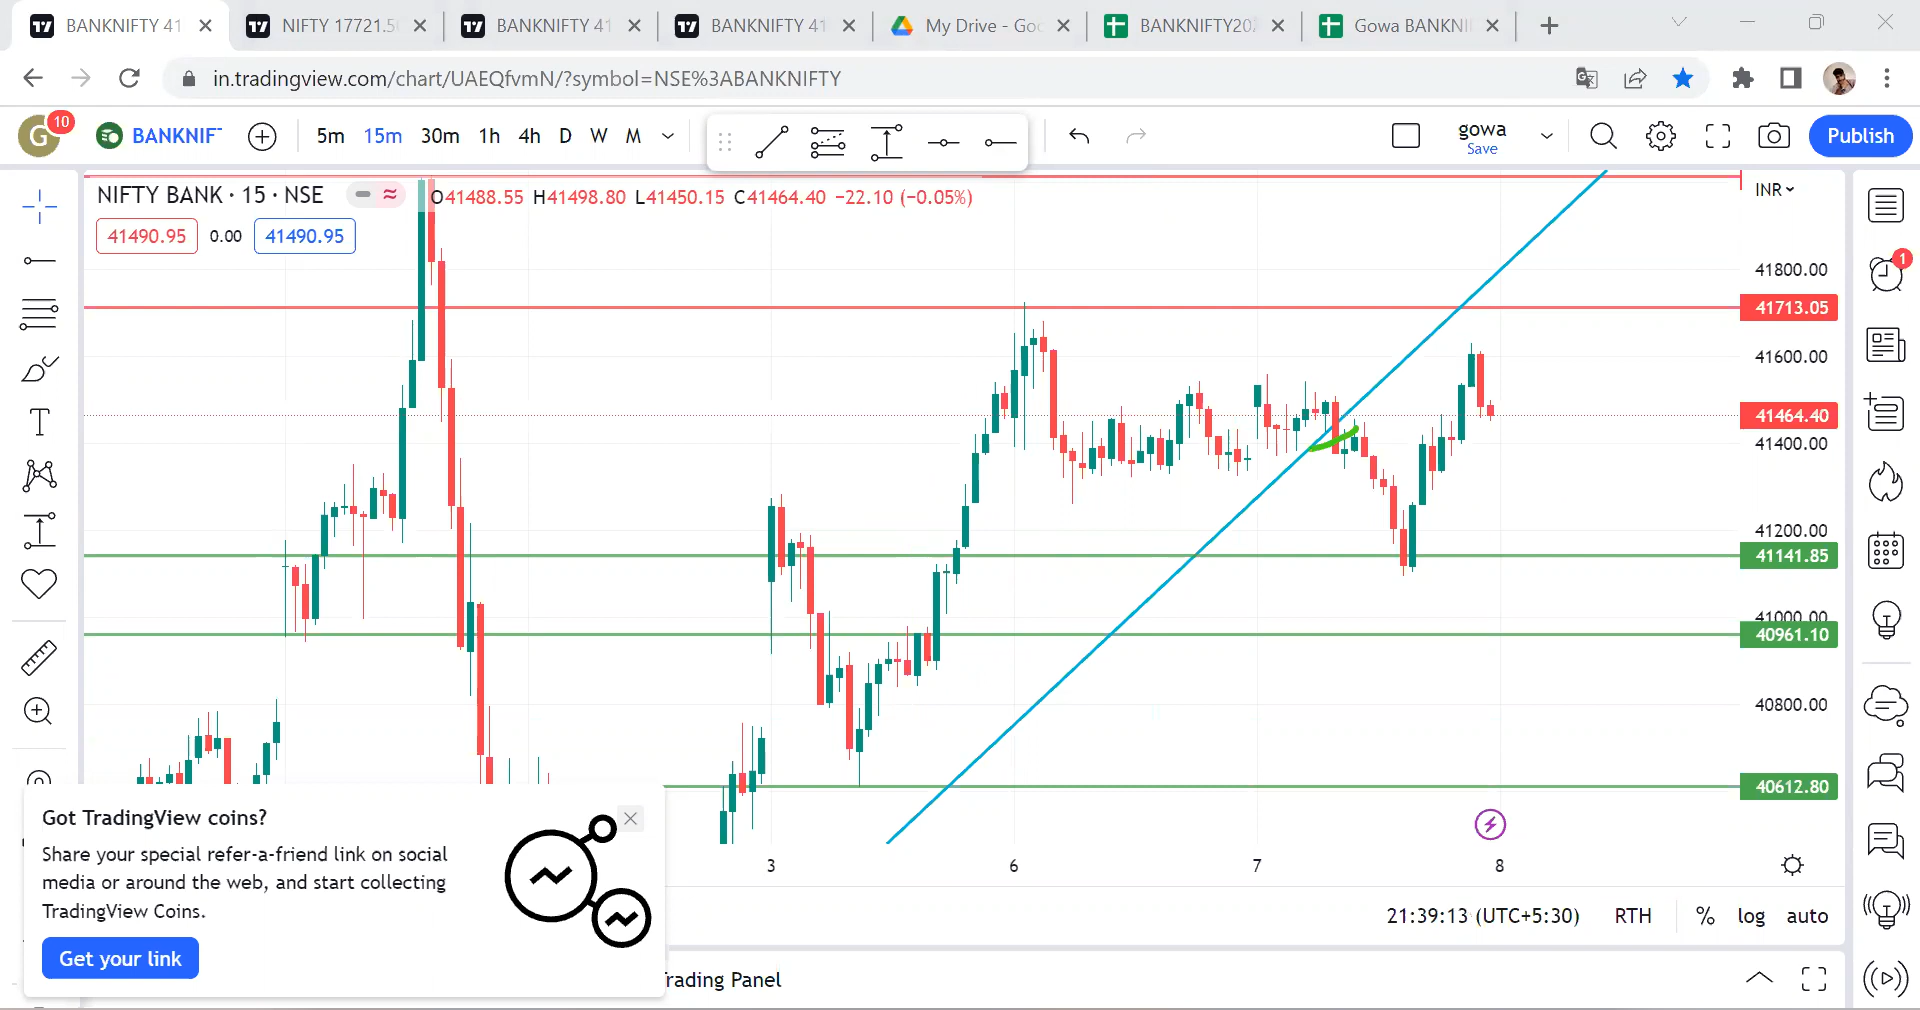 BANKNIFTY 41
NIFTY 17721.5
BANKNIFTY 41
BANKNIFTY 41
My Drive - Goo
BANKNIFTY20
Gowa BANKNI
in.tradingview.com/chart/UAEQfvmN/?symbol=NSE%3ABANKNIFTY
G
10
BANKNIF
5m 15m 30m 1h 4h D W M
gowa
Save
Publish
NIFTY BANK · 15 · NSE
O41488.55 H41498.80 L41450.15 C41464.40 −22.10 (−0.05%)
INR
41490.95 0.00 41490.95
1
41800.00
41713.05
41600.00
41464.40
41400.00
41200.00
41141.85
41000.00
40961.10
40800.00
40612.80
T
Got TradingView coins?
Share your special refer-a-friend link on social
media or around the web, and start collecting
TradingView Coins.
Get your link
3 6 7 8
21:39:13 (UTC+5:30) RTH % log auto
rading Panel